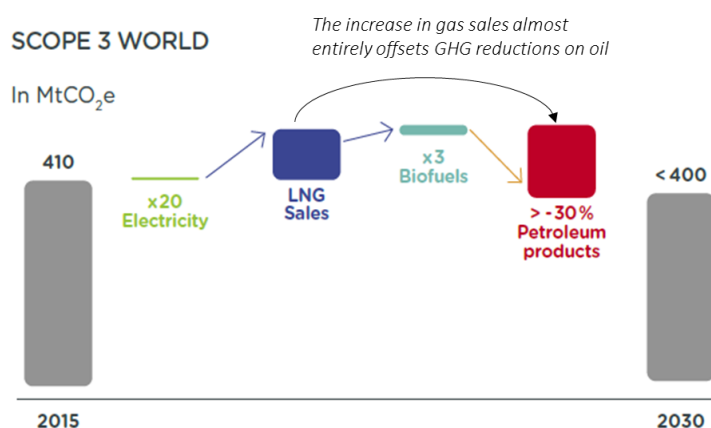 The increase in gas sales almost
entirely offsets GHG reductions on oil
SCOPE 3 WORLD
In MtCO₂e
410
x20
Electricity
LNG
Sales
x3
Biofuels
> -30%
Petroleum
products
< 400
2015
2030